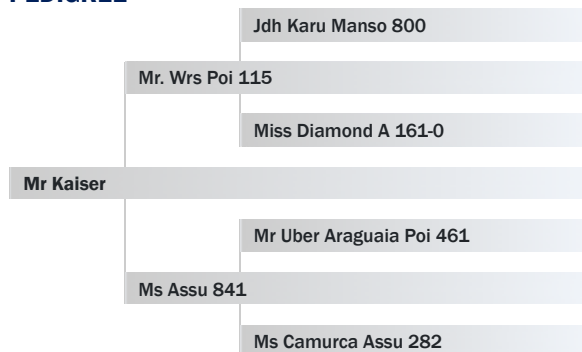 Jdh Karu Manso 800
Mr. Wrs Poi 115
Miss Diamond A 161-0
Mr Kaiser
Mr Uber Araguaia Poi 461
Ms Assu 841
Ms Camurca Assu 282